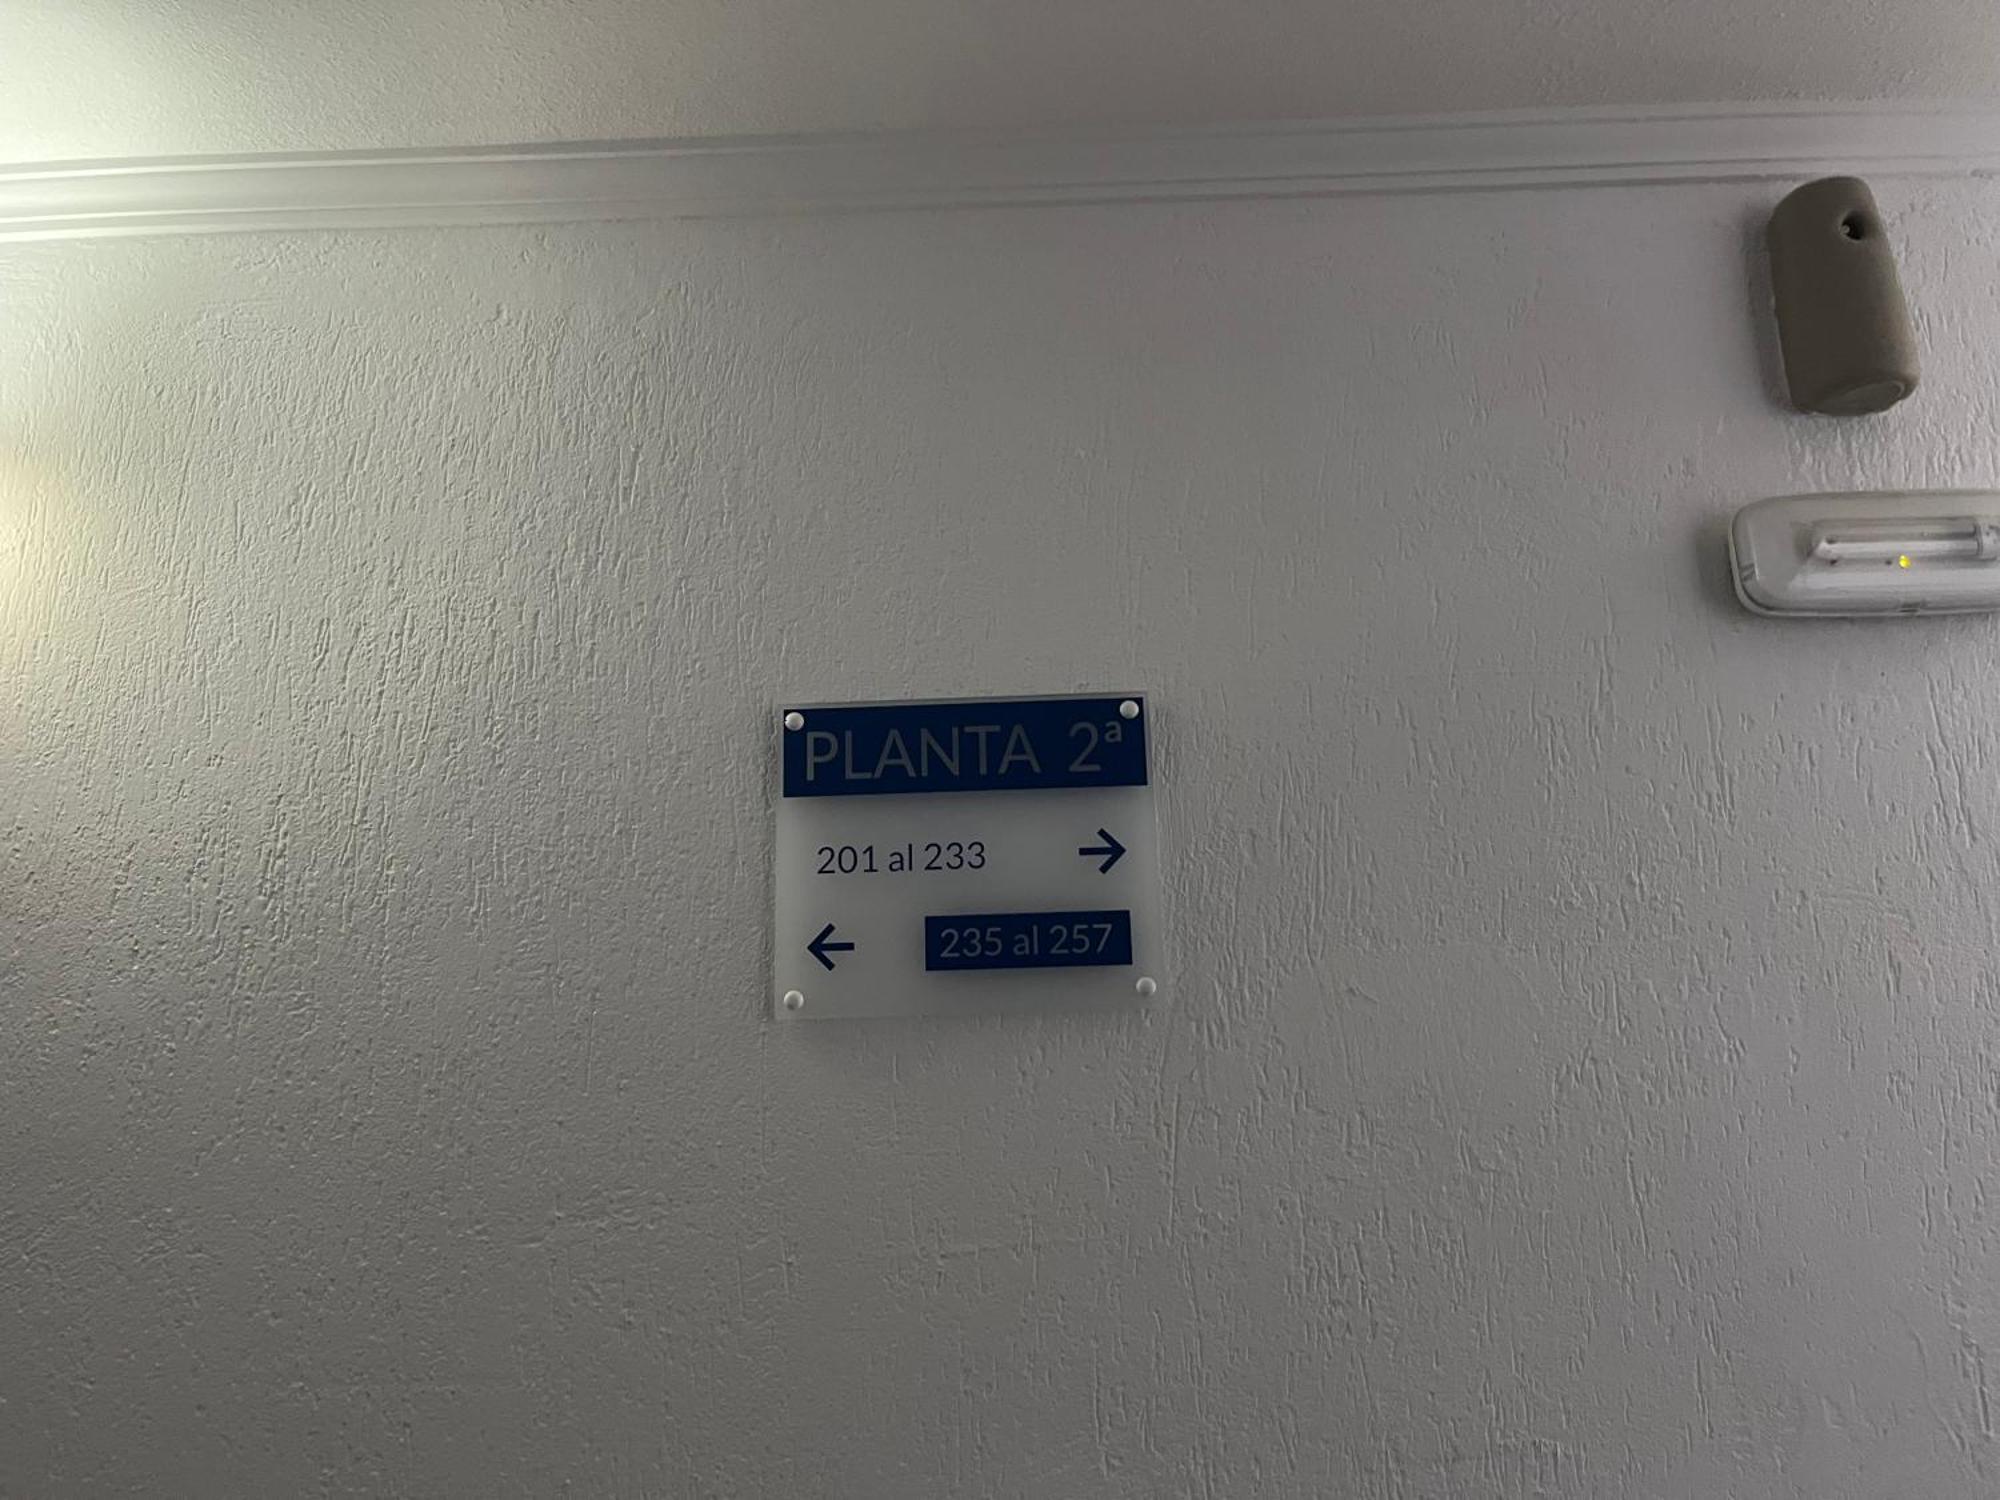 PLANTA 2ª
201 al 233 →
← 235 al 257